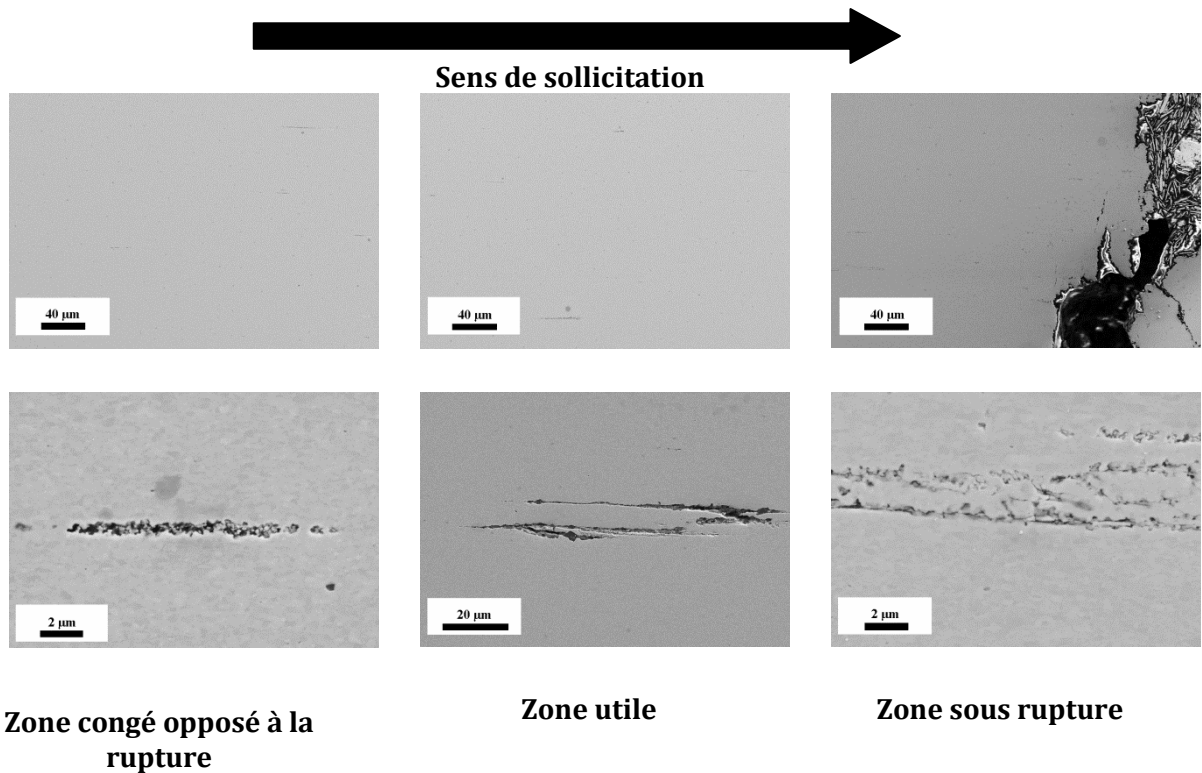 Sens de sollicitation
40 µm
40 µm
40 µm
2 µm
20 µm
2 µm
Zone congé opposé à la
rupture
Zone utile
Zone sous rupture